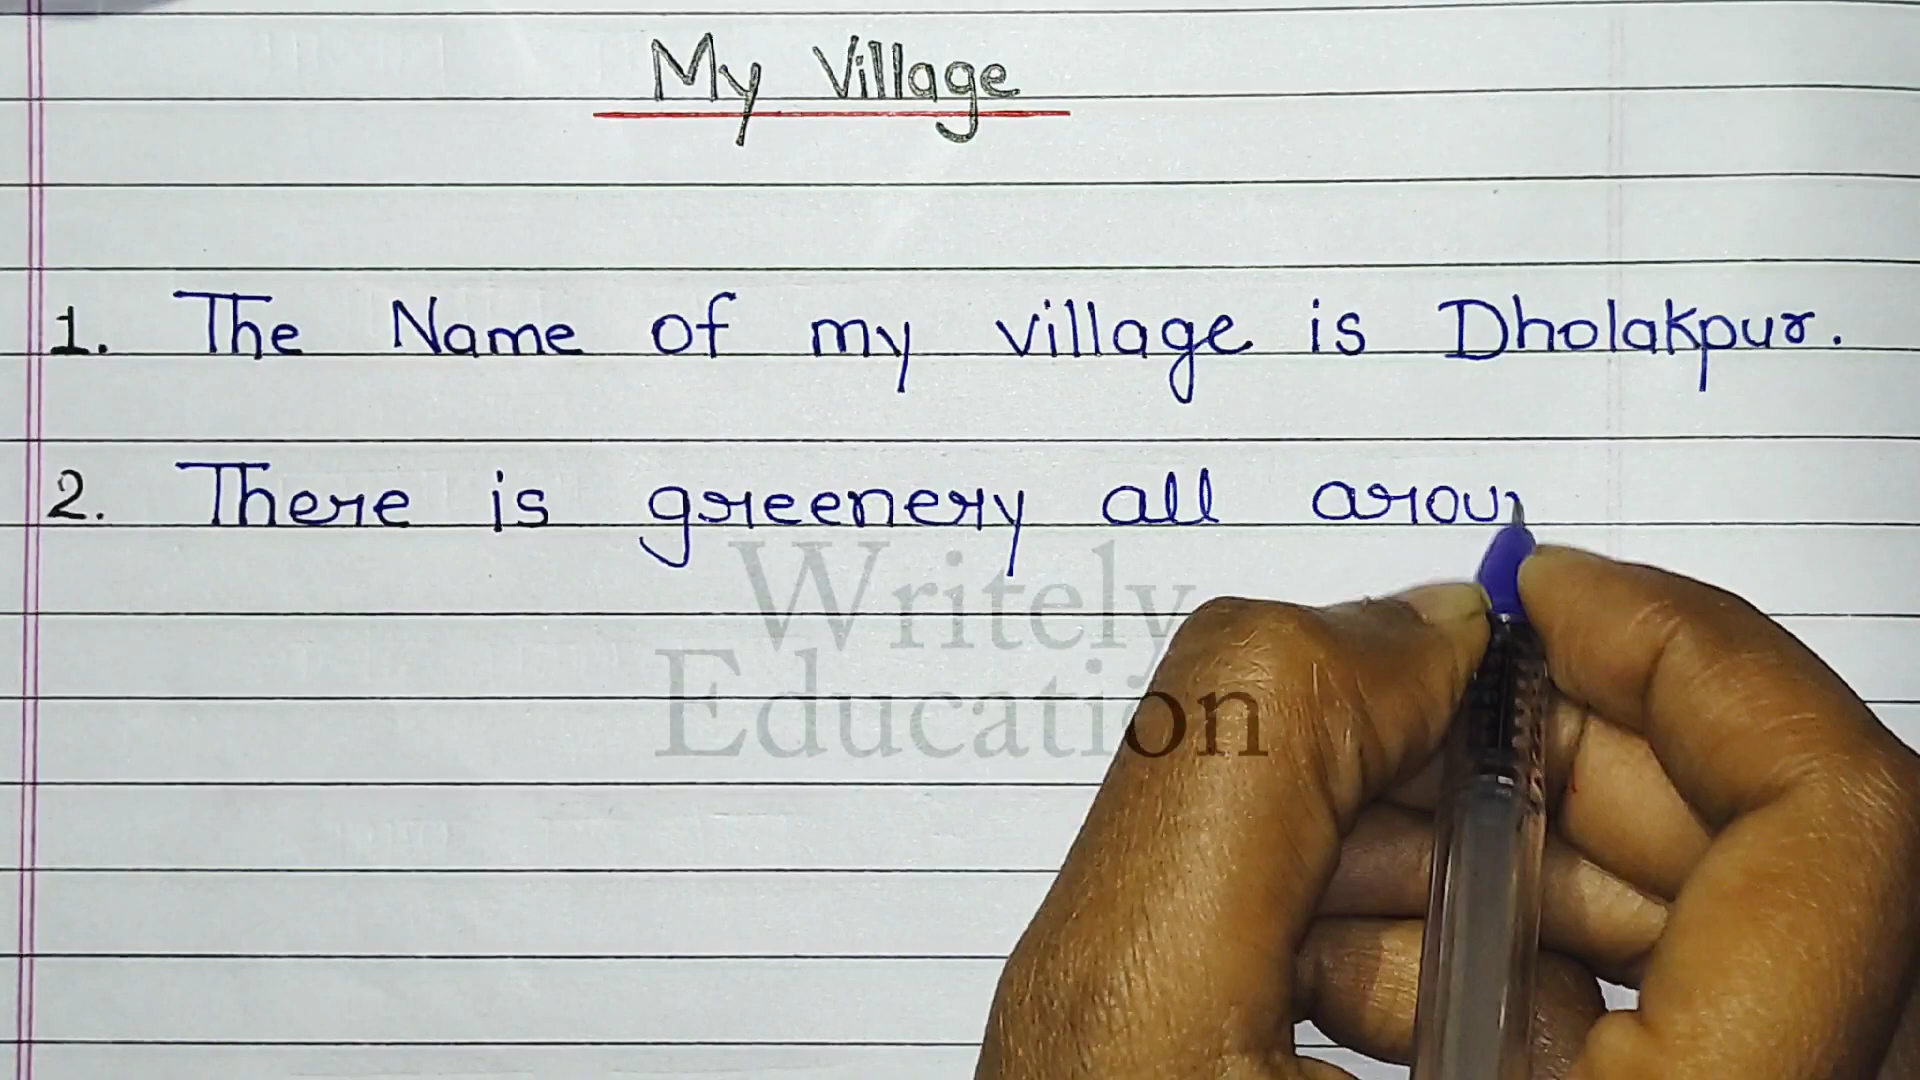 My Village
1. The Name of my village is Dholakpur.
2. There is greenery all arou
Writely
Education